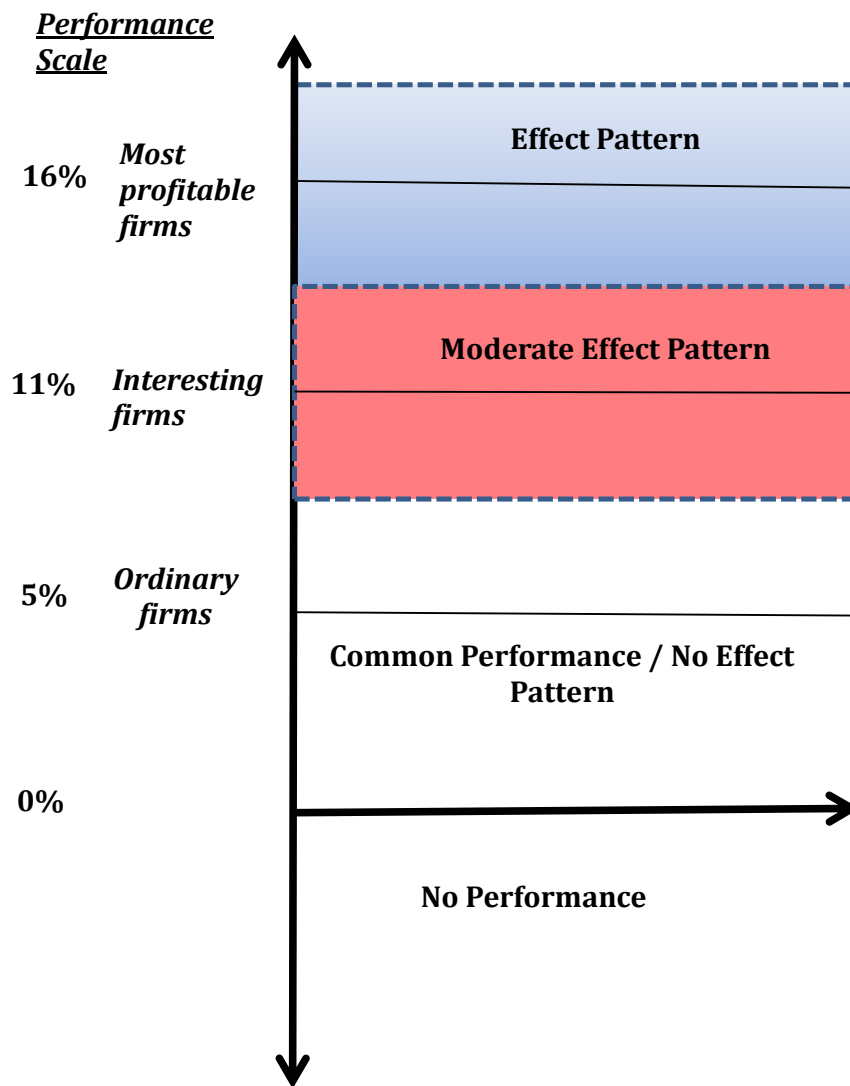 Performance
Scale
Effect Pattern
16%
Most
profitable
firms
Moderate Effect Pattern
11%
Interesting
firms
5%
Ordinary
firms
Common Performance / No Effect
Pattern
0%
No Performance